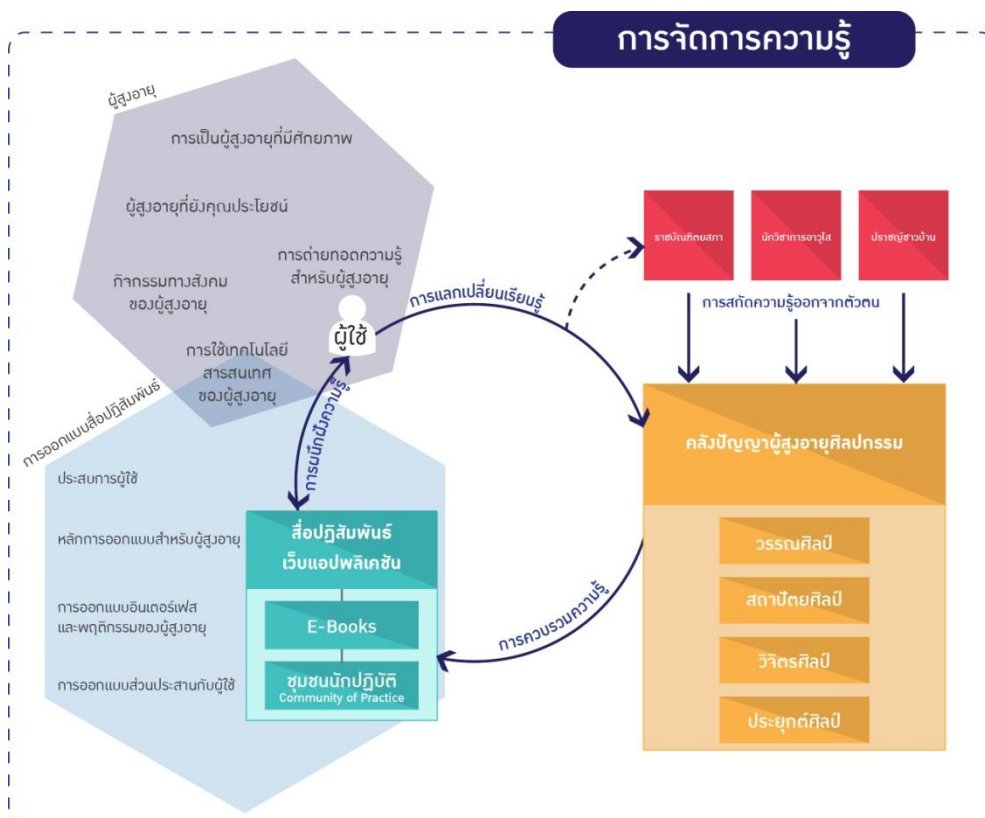 การจัดการความรู้
ผู้สูงอายุ
การเป็นผู้สูงอายุที่มีศักยภาพ
ผู้สูงอายุที่ยังคุณประโยชน์
การถ่ายทอดความรู้
สำหรับผู้สูงอายุ
กิจกรรมทางสังคม
ของผู้สูงอายุ
ผู้ใช้
การใช้เทคโนโลยี
สารสนเทศ
ของผู้สูงอายุ
การแลกเปลี่ยนเรียนรู้
ราชบัณฑิตยสภา
นักวิชาการอาวุโส
ปราชญ์ชาวบ้าน
การสกัดความรู้ออกจากตัวตน
การออกแบบสื่อปฏิสัมพันธ์
การผนึกฝังความรู้
ประสบการผู้ใช้
หลักการออกแบบสำหรับผู้สูงอายุ
การออกแบบอินเตอร์เฟส
และพฤติกรรมของผู้สูงอายุ
การออกแบบส่วนประสานกับผู้ใช้
สื่อปฏิสัมพันธ์
เว็บแอปพลิเคชัน
E-Books
ชุมชนนักปฏิบัติ
Community of Practice
การควบรวมความรู้
คลังปัญญาผู้สูงอายุศิลปกรรม
วรรณศิลป์
สถาปัตยศิลป์
วิจิตรศิลป์
ประยุกต์ศิลป์